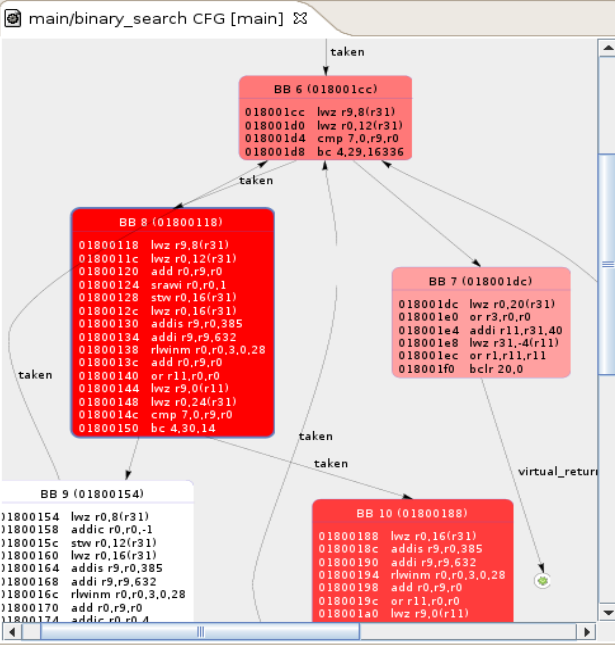 main/binary_search CFG [main]
taken
BB 6 (018001cc)
018001cc lwz r9,8(r31)
018001d0 lwz r0,12(r31)
018001d4 cmp 7,0,r9,r0
018001d8 bc 4,29,16336
taken
BB 8 (01800118)
01800118 lwz r9,8(r31)
0180011c lwz r0,12(r31)
01800120 add r0,r9,r0
01800124 srawi r0,r0,1
01800128 stw r0,16(r31)
0180012c lwz r0,16(r31)
01800130 addis r9,r0,385
01800134 addi r9,r9,632
01800138 rlwinm r0,r0,3,0,28
0180013c add r0,r9,r0
01800140 or r11,r0,r0
01800144 lwz r9,0(r11)
01800148 lwz r0,24(r31)
0180014c cmp 7,0,r9,r0
01800150 bc 4,30,14
BB 7 (018001dc)
018001dc lwz r0,20(r31)
018001e0 or r3,r0,r0
018001e4 addi r11,r31,40
018001e8 lwz r31,-4(r11)
018001ec or r1,r11,r11
018001f0 bclr 20,0
taken
taken
taken
virtual_return
BB 9 (01800154)
01800154 lwz r0,8(r31)
01800158 addic r0,r0,-1
0180015c stw r0,12(r31)
01800160 lwz r0,16(r31)
01800164 addis r9,r0,385
01800168 addi r9,r9,632
0180016c rlwinm r0,r0,3,0,28
01800170 add r0,r9,r0
01800174 addic r0,r0,4
BB 10 (01800188)
01800188 lwz r0,16(r31)
0180018c addis r9,r0,385
01800190 addi r9,r9,632
01800194 rlwinm r0,r0,3,0,28
01800198 add r0,r9,r0
0180019c or r11,r0,r0
018001a0 lwz r9,0(r11)